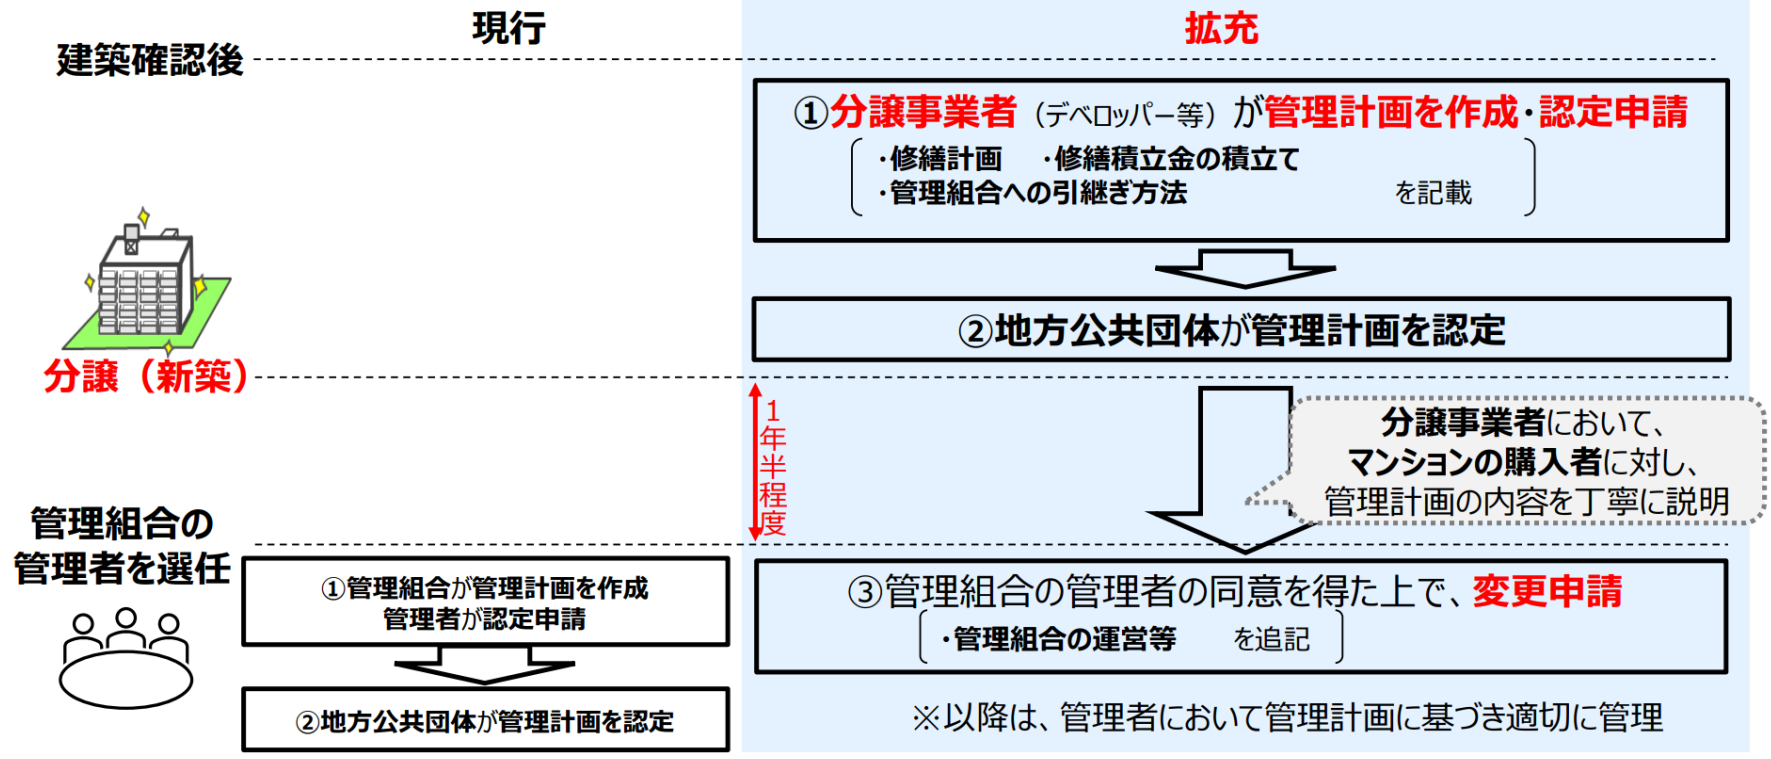 現行
拡充
建築確認後
①分譲事業者（デベロッパー等）が管理計画を作成・認定申請
・修繕計画　・修繕積立金の積立て
・管理組合への引継ぎ方法　を記載
②地方公共団体が管理計画を認定
分譲（新築）
1年半程度
分譲事業者において、
マンションの購入者に対し、
管理計画の内容を丁寧に説明
管理組合の
管理者を選任
①管理組合が管理計画を作成
管理者が認定申請
②地方公共団体が管理計画を認定
③管理組合の管理者の同意を得た上で、変更申請
・管理組合の運営等　を追記
※以降は、管理者において管理計画に基づき適切に管理